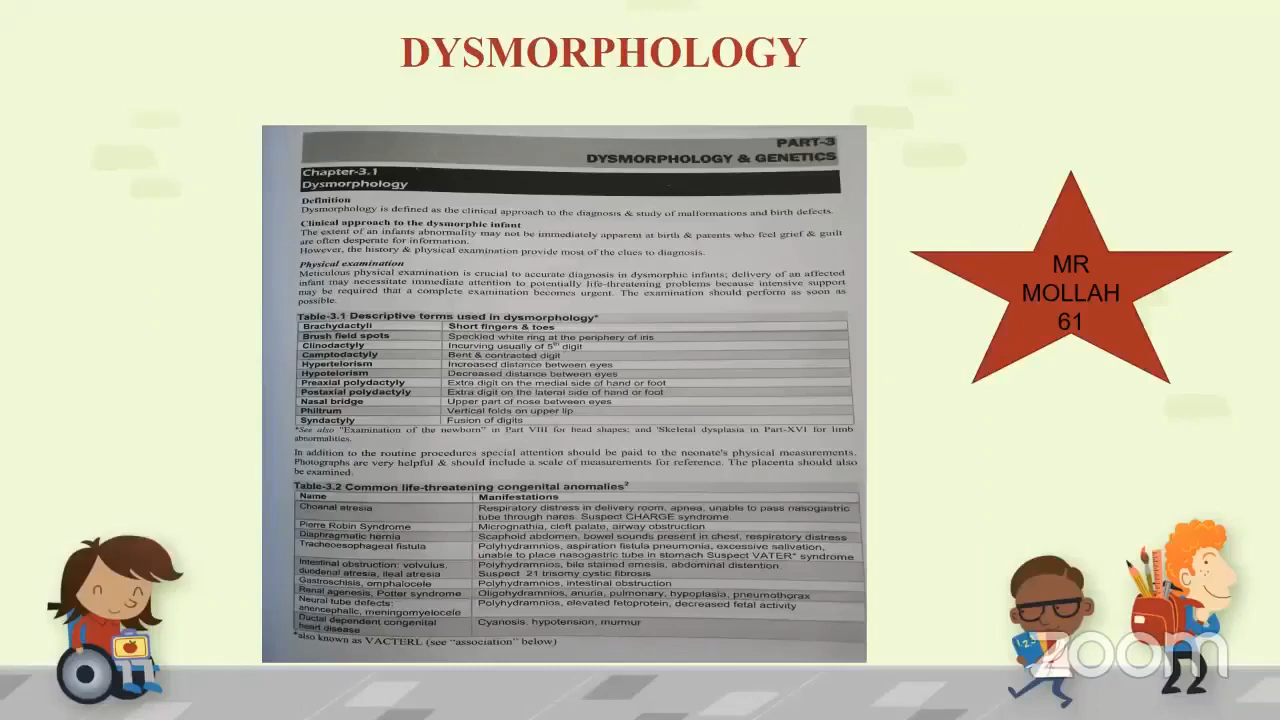 DYSMORPHOLOGY
PART-3
DYSMORPHOLOGY & GENETICS
Chapter-3.1
Dysmorphology
Definition
Dysmorphology is defined as the clinical approach to the diagnosis & study of malformations and birth defects.
Clinical approach to the dysmorphic infant
The extent of an infants abnormality may not be immediately apparent at birth & parents who feel grief & guilt
are often desperate for information.
However, the history & physical examination provide most of the clues to diagnosis.
Physical examination
Meticulous physical examination is crucial to accurate diagnosis in dysmorphic infants; delivery of an affected
infant may necessitate immediate attention to potentially life-threatening problems because intensive support
may be required that a complete examination becomes urgent. The examination should perform as soon as
possible.
Table-3.1 Descriptive terms used in dysmorphology*
Brachydactyli Short fingers & toes
Brush field spots Speckled white ring at the periphery of iris
Clinodactyly Incurving usually of 5th digit
Camptodactyly Bent & contracted digit
Hypertelorism Increased distance between eyes
Hypotelorism Decreased distance between eyes
Preaxial polydactyly Extra digit on the medial side of hand or foot
Postaxial polydactyly Extra digit on the lateral side of hand or foot
Nasal bridge Upper part of nose between eyes
Philtrum Vertical folds on upper lip
Syndactyly Fusion of digits
*See also "Examination of the newborn" in Part VIII for head shapes; and 'Skeletal dysplasia in Part-XVI for limb
abnormalities.
In addition to the routine procedures special attention should be paid to the neonate's physical measurements.
Photographs are very helpful & should include a scale of measurements for reference. The placenta should also
be examined.
Table-3.2 Common life-threatening congenital anomalies2
Name Manifestations
Choanal atresia Respiratory distress in delivery room, apnea, unable to pass nasogastric
tube through nares. Suspect CHARGE syndrome
Pierre Robin Syndrome Micrognathia, cleft palate, airway obstruction
Diaphragmatic hernia Scaphoid abdomen, bowel sounds present in chest, respiratory distress
Tracheoesophageal fistula Polyhydramnios, aspiration fistula pneumonia, excessive salivation,
unable to place nasogastric tube in stomach Suspect VATER* syndrome
Intestinal obstruction: volvulus, Polyhydramnios, bile stained emesis, abdominal distention.
duodenal atresia, ileal atresia Suspect 21 trisomy cystic fibrosis
Gastroschisis, omphalocele Polyhydramnios, intestinal obstruction
Renal agenesis, Potter syndrome Oligohydramnios, anuria, pulmonary, hypoplasia, pneumothorax
Neural tube defects: Polyhydramnios, elevated fetoprotein, decreased fetal activity
anencephalic, meningomyelocele
Ductal dependent congenital Cyanosis, hypotension, murmur
heart disease
*also known as VACTERL (see "association" below)
MR
MOLLAH
61
zoom